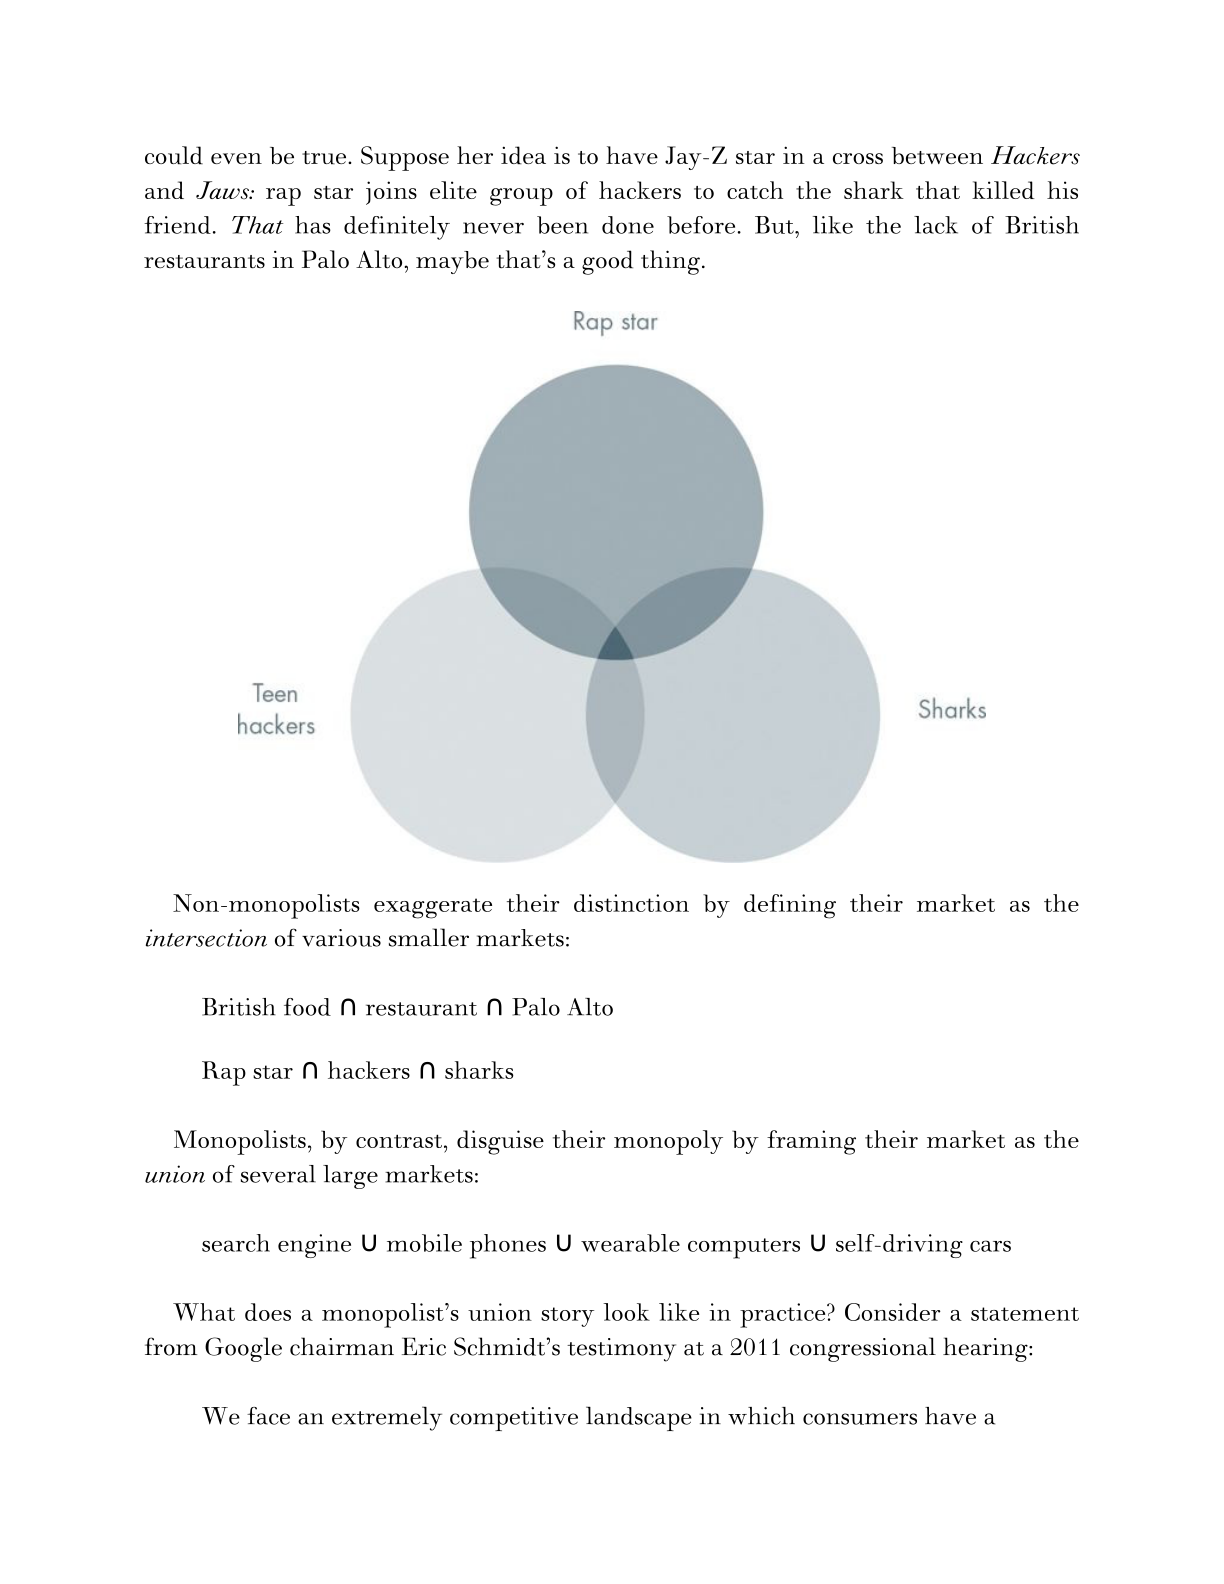 could even be true. Suppose her idea is to have Jay-Z star in a cross between Hackers
and Jaws: rap star joins elite group of hackers to catch the shark that killed his
friend. That has definitely never been done before. But, like the lack of British
restaurants in Palo Alto, maybe that’s a good thing.
Rap star
Teen
hackers
Sharks
Non-monopolists exaggerate their distinction by defining their market as the
intersection of various smaller markets:
British food ∩ restaurant ∩ Palo Alto
Rap star ∩ hackers ∩ sharks
Monopolists, by contrast, disguise their monopoly by framing their market as the
union of several large markets:
search engine ∪ mobile phones ∪ wearable computers ∪ self-driving cars
What does a monopolist’s union story look like in practice? Consider a statement
from Google chairman Eric Schmidt’s testimony at a 2011 congressional hearing:
We face an extremely competitive landscape in which consumers have a